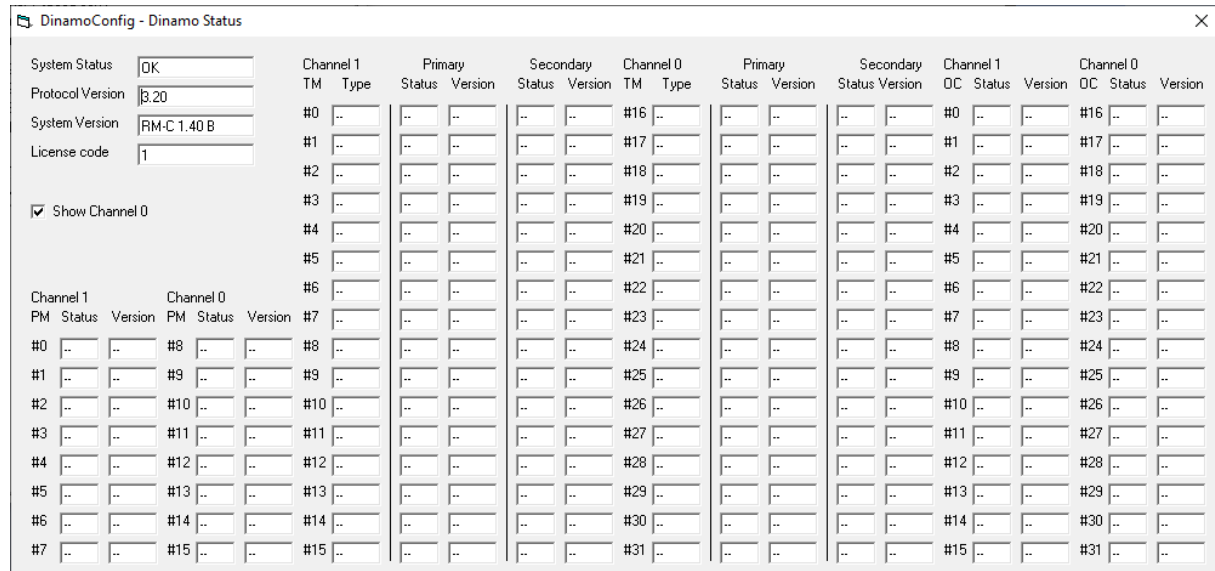 DinamoConfig - Dinamo Status
System Status OK
Protocol Version 3.20
System Version RM-C 1.40 B
License code 1
Show Channel 0
Channel 1 Primary Secondary Channel 0 Primary Secondary Channel 1 Channel 0
TM Type Status Version Status Version TM Type Status Version Status Version OC Status Version OC Status Version
#0 .. .. .. .. .. #16 .. .. .. .. .. #0 .. .. #16 .. ..
#1 .. .. .. .. .. #17 .. .. .. .. .. #1 .. .. #17 .. ..
#2 .. .. .. .. .. #18 .. .. .. .. .. #2 .. .. #18 .. ..
#3 .. .. .. .. .. #19 .. .. .. .. .. #3 .. .. #19 .. ..
#4 .. .. .. .. .. #20 .. .. .. .. .. #4 .. .. #20 .. ..
#5 .. .. .. .. .. #21 .. .. .. .. .. #5 .. .. #21 .. ..
#6 .. .. .. .. .. #22 .. .. .. .. .. #6 .. .. #22 .. ..
#7 .. .. .. .. .. #23 .. .. .. .. .. #7 .. .. #23 .. ..
#8 .. .. .. .. .. #24 .. .. .. .. .. #8 .. .. #24 .. ..
#9 .. .. .. .. .. #25 .. .. .. .. .. #9 .. .. #25 .. ..
#10 .. .. .. .. .. #26 .. .. .. .. .. #10 .. .. #26 .. ..
#11 .. .. .. .. .. #27 .. .. .. .. .. #11 .. .. #27 .. ..
#12 .. .. .. .. .. #28 .. .. .. .. .. #12 .. .. #28 .. ..
#13 .. .. .. .. .. #29 .. .. .. .. .. #13 .. .. #29 .. ..
#14 .. .. .. .. .. #30 .. .. .. .. .. #14 .. .. #30 .. ..
#15 .. .. .. .. .. #31 .. .. .. .. .. #15 .. .. #31 .. ..
Channel 1 Channel 0
PM Status Version PM Status Version
#0 .. .. #8 .. ..
#1 .. .. #9 .. ..
#2 .. .. #10 .. ..
#3 .. .. #11 .. ..
#4 .. .. #12 .. ..
#5 .. .. #13 .. ..
#6 .. .. #14 .. ..
#7 .. .. #15 .. ..